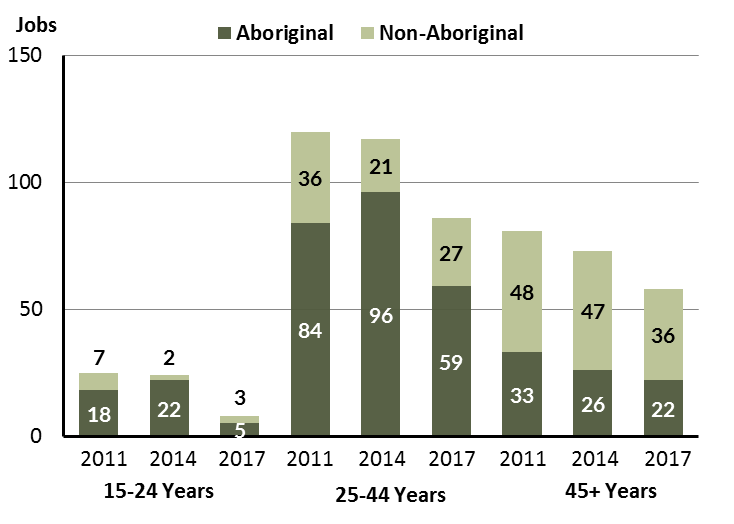 Jobs
Aboriginal Non-Aboriginal
150
100
50
0
7 2 3
18 22 5
36 21 27
84 96 59
48 47 36
33 26 22
2011 2014 2017 2011 2014 2017 2011 2014 2017
15-24 Years 25-44 Years 45+ Years